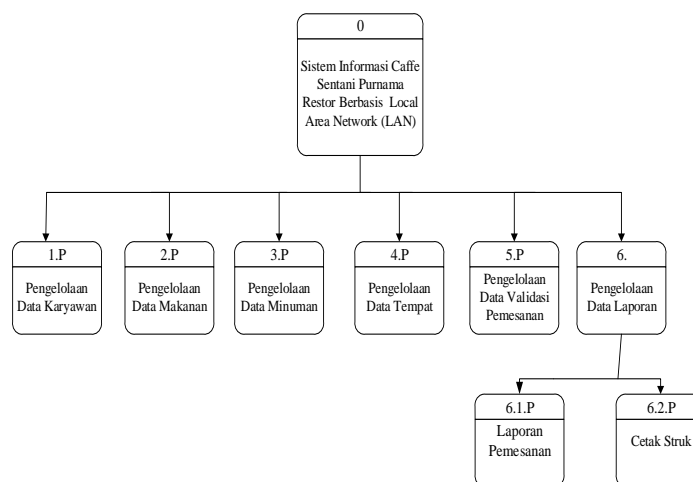 0
Sistem Informasi Caffe
Sentani Purnama
Restor Berbasis Local
Area Network (LAN)
1.P
Pengelolaan
Data Karyawan
2.P
Pengelolaan
Data Makanan
3.P
Pengelolaan
Data Minuman
4.P
Pengelolaan
Data Tempat
5.P
Pengelolaan
Data Validasi
Pemesanan
6.
Pengelolaan
Data Laporan
6.1.P
Laporan
Pemesanan
6.2.P
Cetak Struk